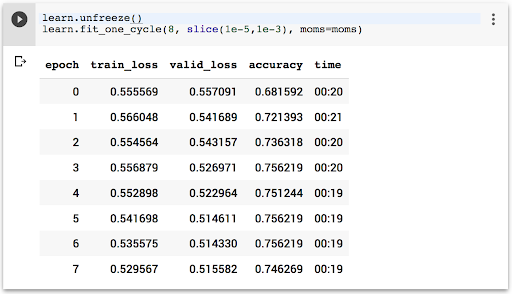 learn.unfreeze()
learn.fit_one_cycle(8, slice(1e-5,1e-3), moms=moms)
epoch train_loss valid_loss accuracy time
0 0.555569 0.557091 0.681592 00:20
1 0.566048 0.541689 0.721393 00:21
2 0.554564 0.543157 0.736318 00:20
3 0.556879 0.526971 0.756219 00:20
4 0.552898 0.522964 0.751244 00:19
5 0.541698 0.514611 0.756219 00:19
6 0.535575 0.514330 0.756219 00:19
7 0.529567 0.515582 0.746269 00:19